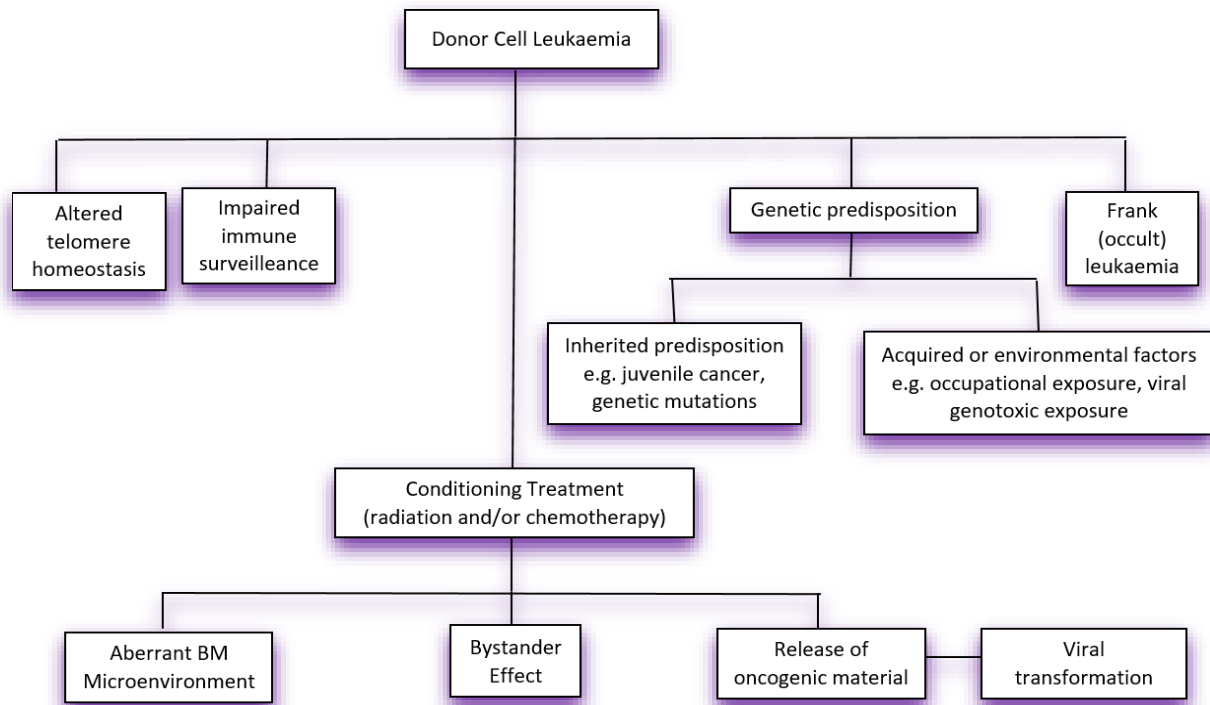 Donor Cell Leukaemia
Altered
telomere
homeostasis
Impaired
immune
surveilleance
Genetic predisposition
Frank
(occult)
leukaemia
Inherited predisposition
e.g. juvenile cancer,
genetic mutations
Acquired or environmental factors
e.g. occupational exposure, viral
genotoxic exposure
Conditioning Treatment
(radiation and/or chemotherapy)
Aberrant BM
Microenvironment
Bystander
Effect
Release of
oncogenic material
Viral
transformation